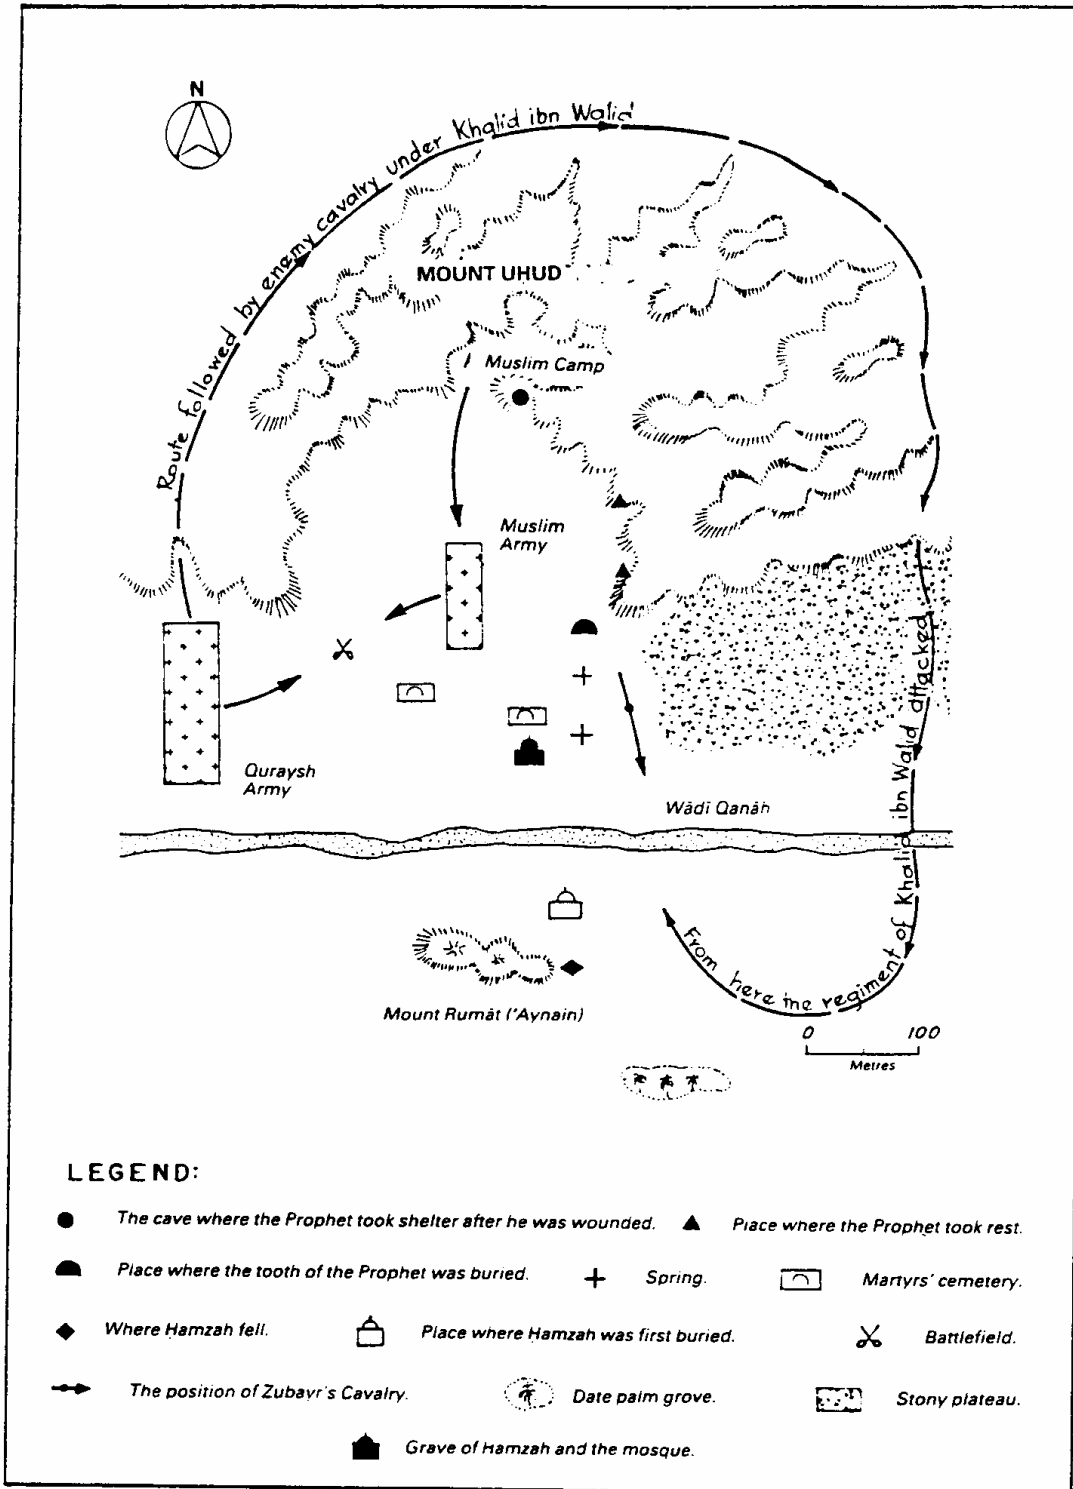 N
Route followed by enemy cavalry under Khalid ibn Walid
MOUNT UHUD
Muslim Camp
Muslim
Army
Quraysh
Army
Wādī Qanāh
From here the regiment of Khalid ibn Walid attacked
Mount Rumāt ('Aynain)
0 100
Metres
LEGEND:
The cave where the Prophet took shelter after he was wounded. Place where the Prophet took rest.
Place where the tooth of the Prophet was buried. Spring. Martyrs' cemetery.
Where Ḥamzah fell. Place where Ḥamzah was first buried. Battlefield.
The position of Zubayr's Cavalry. Date palm grove. Stony plateau.
Grave of Hamzah and the mosque.